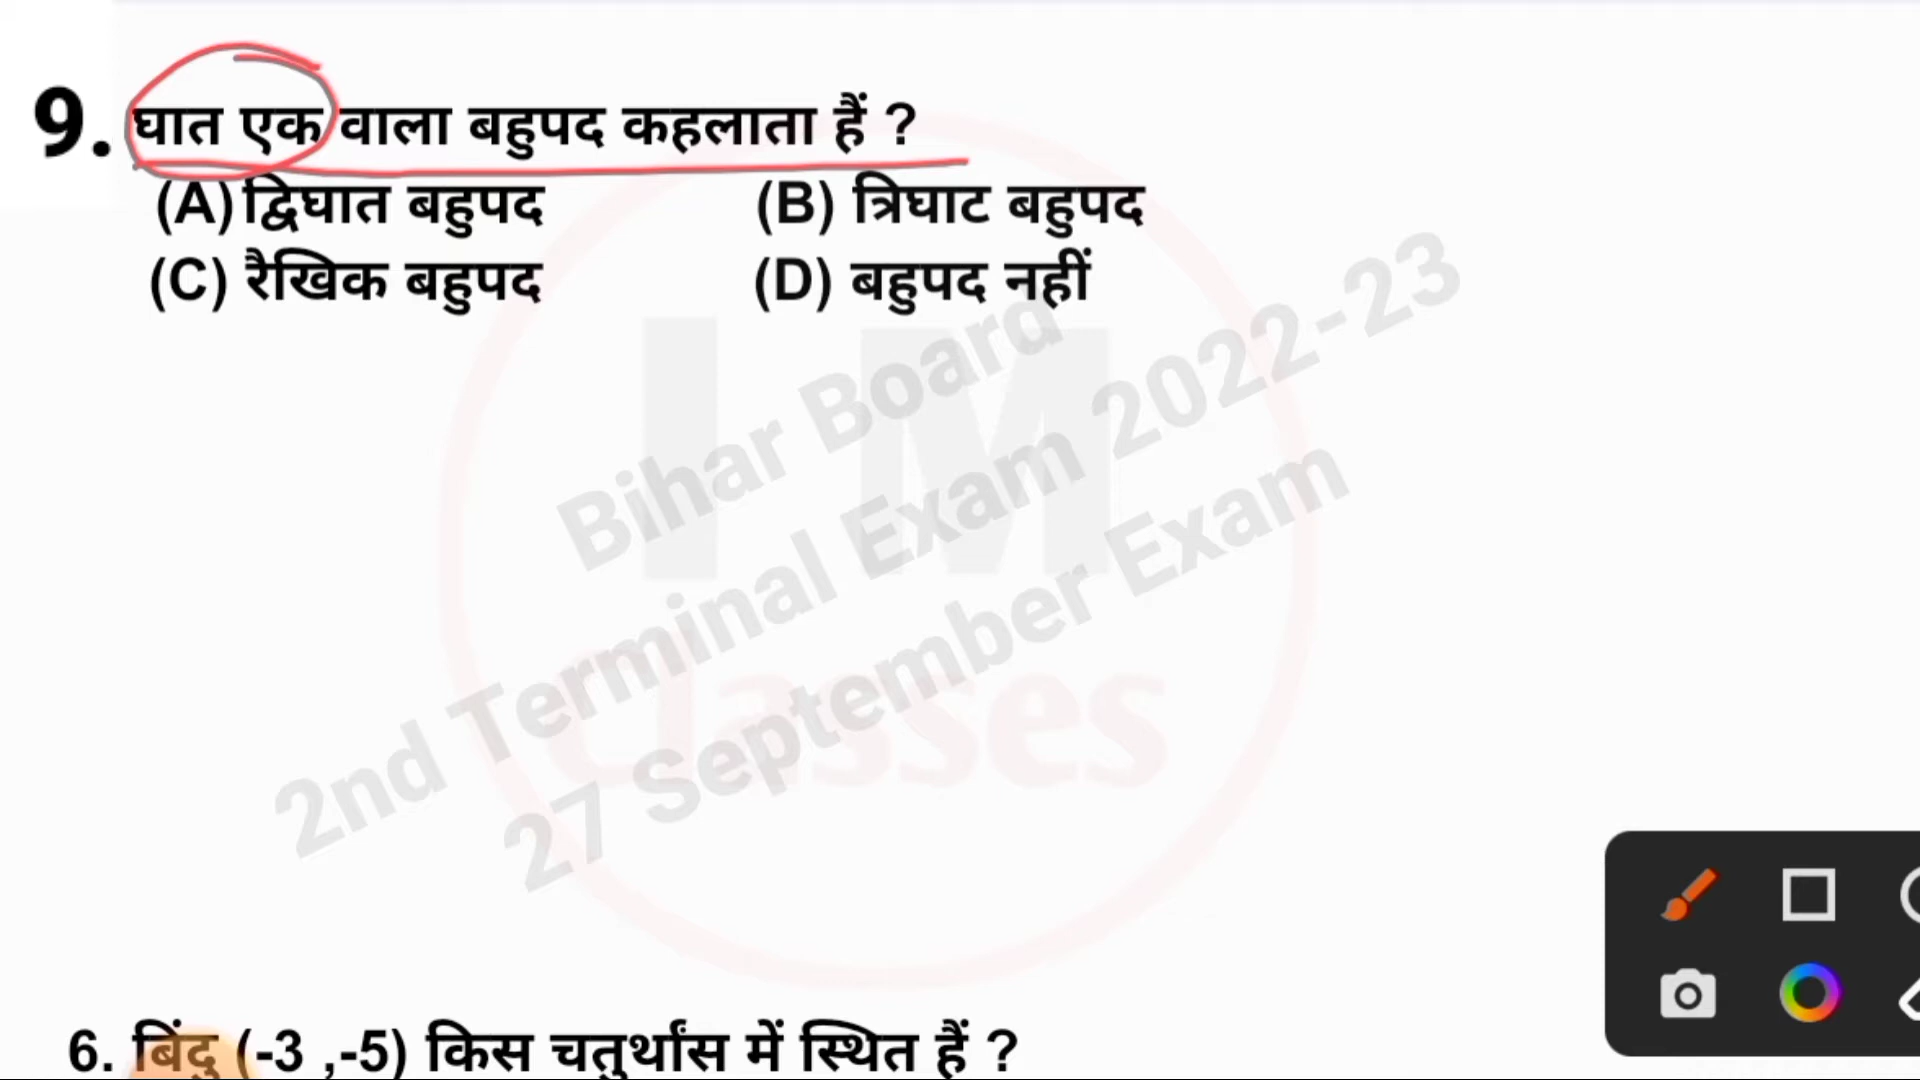 9. घात एक वाला बहुपद कहलाता हैं ?
(A) द्विघात बहुपद (B) त्रिघाट बहुपद
(C) रैखिक बहुपद (D) बहुपद नहीं
I M
Classes
Bihar Board
2nd Terminal Exam 2022-23
27 September Exam
6. बिंदु (-3 ,-5) किस चतुर्थांस में स्थित हैं ?